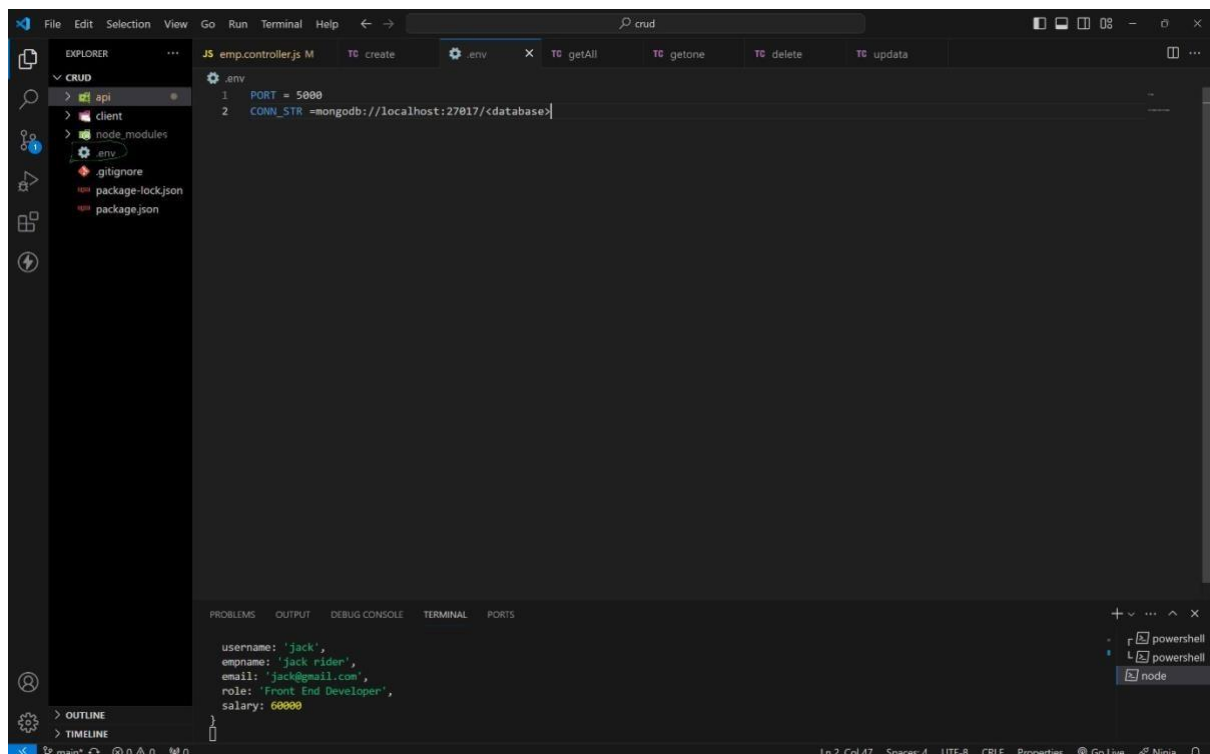 File Edit Selection View Go Run Terminal Help
crud
EXPLORER
JS emp.controller.js M
TC create
.env
TC getAll
TC getone
TC delete
TC updata
CRUD
api
client
node_modules
.env
.gitignore
package-lock.json
package.json
.env
1 PORT = 5000
2 CONN_STR =mongodb://localhost:27017/<database>
PROBLEMS OUTPUT DEBUG CONSOLE TERMINAL PORTS
username: 'jack',
empname: 'jack rider',
email: 'jack@gmail.com',
role: 'Front End Developer',
salary: 60000
}
powershell
powershell
node
OUTLINE
TIMELINE
main* 0 0 0
Ln 2, Col 47 Spaces: 4 UTF-8 CRLF Properties Go Live Ninja